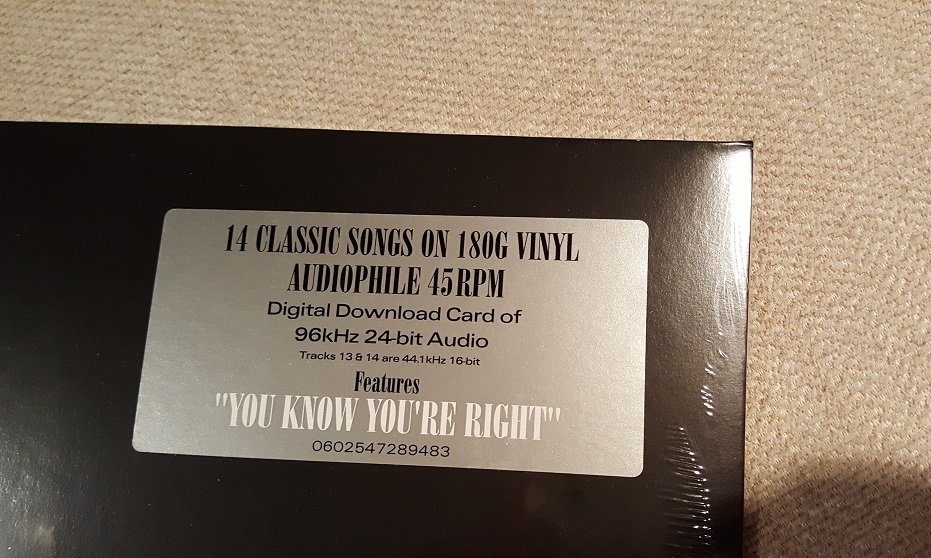 14 CLASSIC SONGS ON 180G VINYL
AUDIOPHILE 45RPM
Digital Download Card of
96kHz 24-bit Audio
Tracks 13 & 14 are 44.1kHz 16-bit
Features
"YOU KNOW YOU'RE RIGHT"
0602547289483